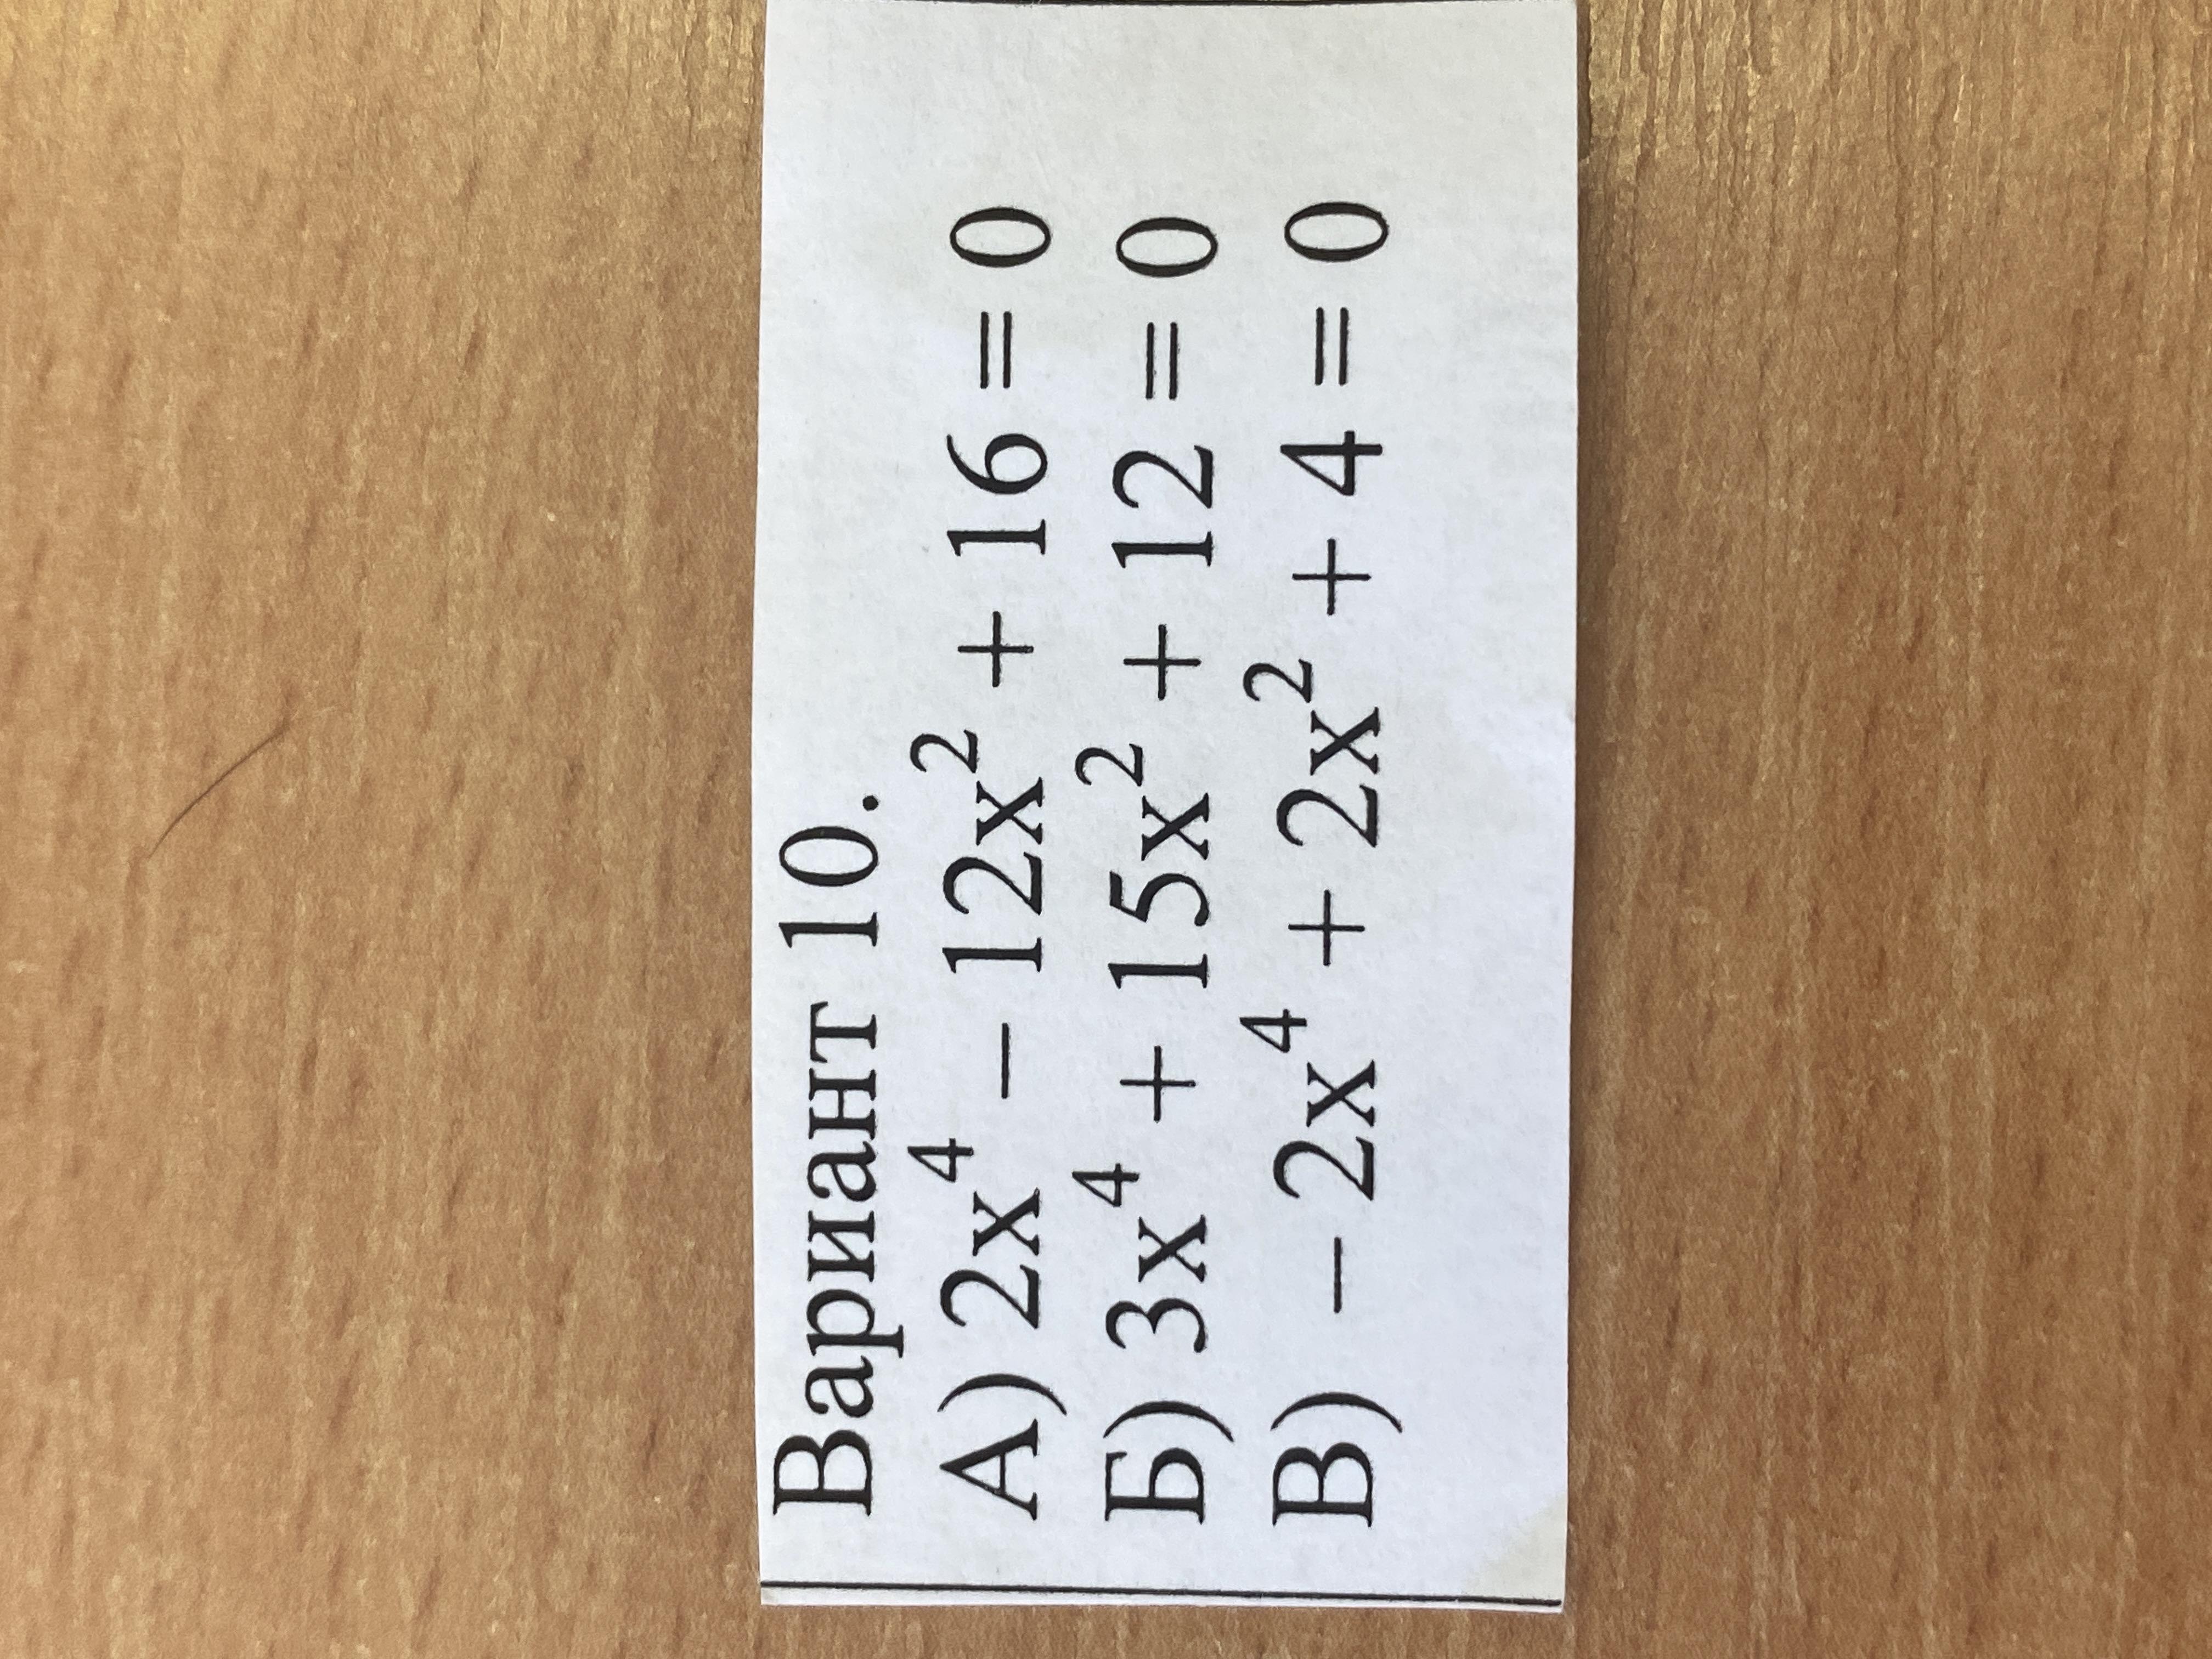 Вариант 10.
А) 2x⁴ − 12x² + 16 = 0
Б) 3x⁴ + 15x² + 12 = 0
В) − 2x⁴ + 2x² + 4 = 0